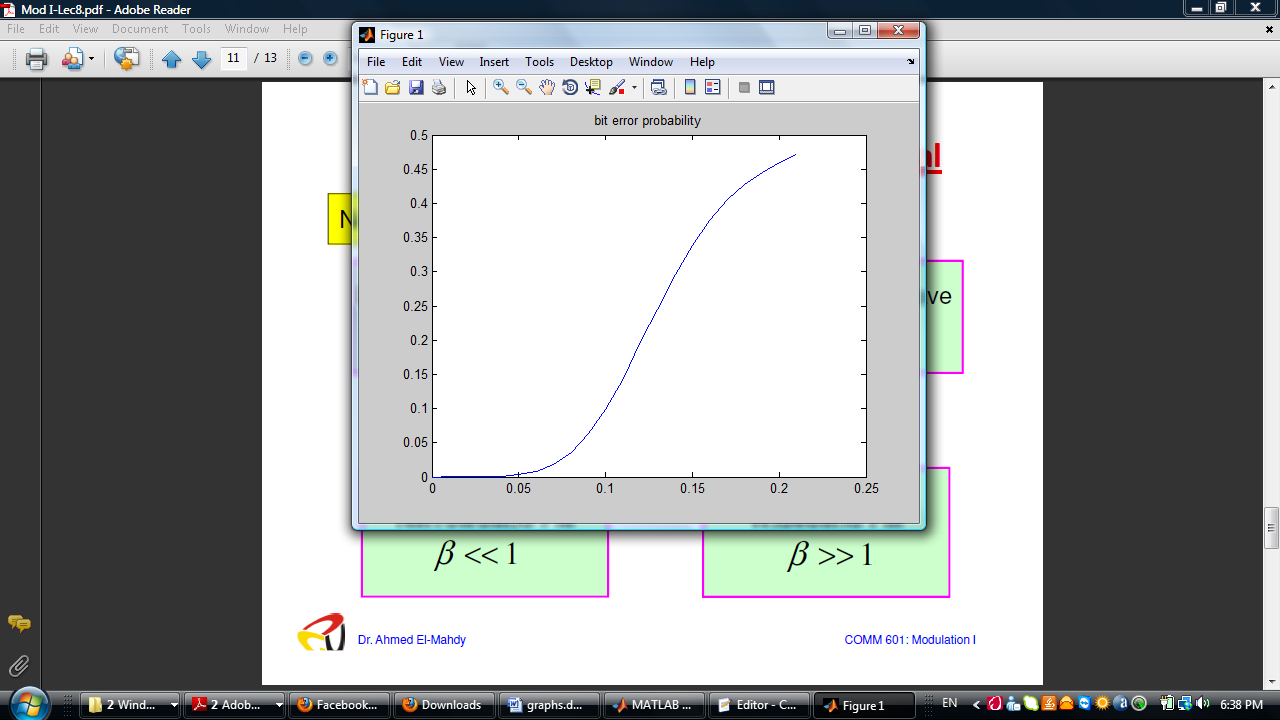 Mod I-Lec8.pdf - Adobe Reader
File Edit View Document Tools Window Help
11 / 13
Figure 1
File Edit View Insert Tools Desktop Window Help
bit error probability
0.5
0.45
0.4
0.35
0.3
0.25
0.2
0.15
0.1
0.05
0
0 0.05 0.1 0.15 0.2 0.25
al
N
ve
β << 1
β >> 1
Dr. Ahmed El-Mahdy
COMM 601: Modulation I
2 Wind... 2 Adob... Facebook... Downloads graphs.d... MATLAB ... Editor - C... Figure 1 EN 6:38 PM